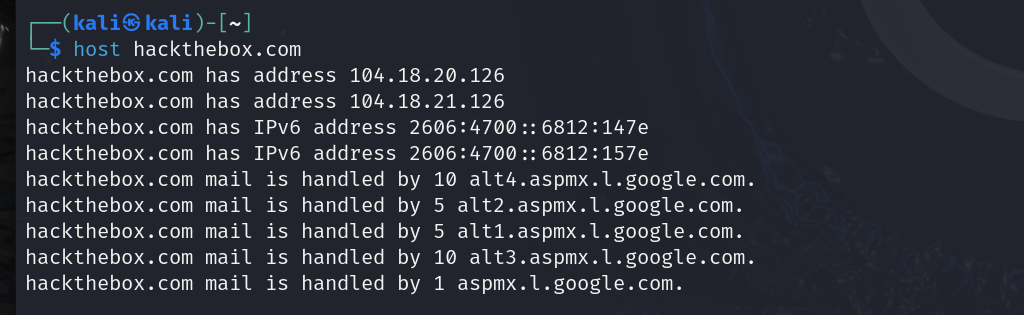 ┌──(kali㉿kali)-[~]
└─$ host hackthebox.com
hackthebox.com has address 104.18.20.126
hackthebox.com has address 104.18.21.126
hackthebox.com has IPv6 address 2606:4700::6812:147e
hackthebox.com has IPv6 address 2606:4700::6812:157e
hackthebox.com mail is handled by 10 alt4.aspmx.l.google.com.
hackthebox.com mail is handled by 5 alt2.aspmx.l.google.com.
hackthebox.com mail is handled by 5 alt1.aspmx.l.google.com.
hackthebox.com mail is handled by 10 alt3.aspmx.l.google.com.
hackthebox.com mail is handled by 1 aspmx.l.google.com.